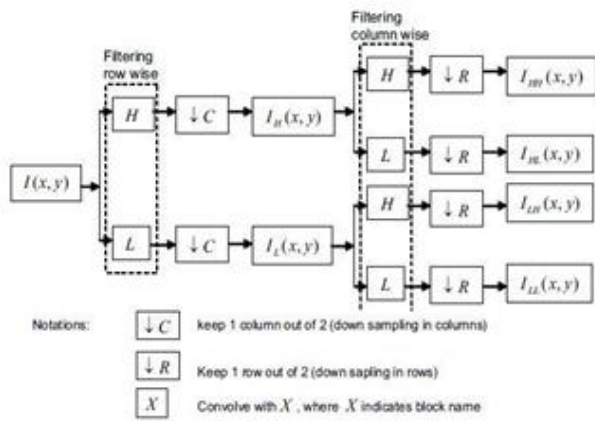 Filtering
column wise
Filtering
row wise
H
↓ R
I_HH(x, y)
H
↓ C
I_H(x, y)
L
↓ R
I_HL(x, y)
I(x, y)
H
↓ R
I_LH(x, y)
L
↓ C
I_L(x, y)
L
↓ R
I_LL(x, y)
Notations:
↓ C
keep 1 column out of 2 (down sampling in columns)
↓ R
Keep 1 row out of 2 (down sapling in rows)
X
Convolve with X , where X indicates block name